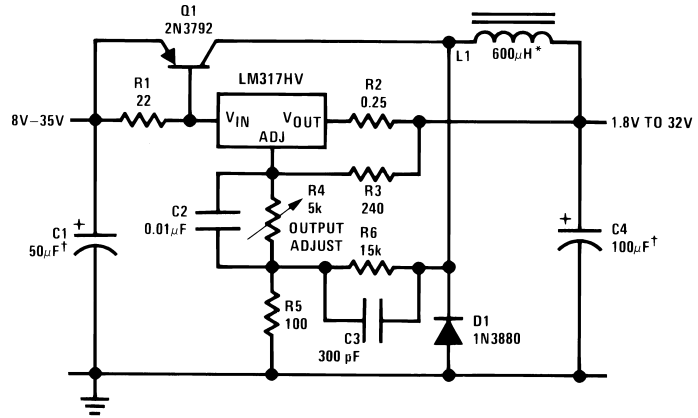 Q1
2N3792
L1
600µH*
R1
22
LM317HV
R2
0.25
8V–35V
VIN
VOUT
ADJ
1.8V TO 32V
R3
240
R4
5k
C2
0.01µF
OUTPUT
ADJUST
R6
15k
C1
50µF†
+
+
C4
100µF†
R5
100
C3
300 pF
D1
1N3880